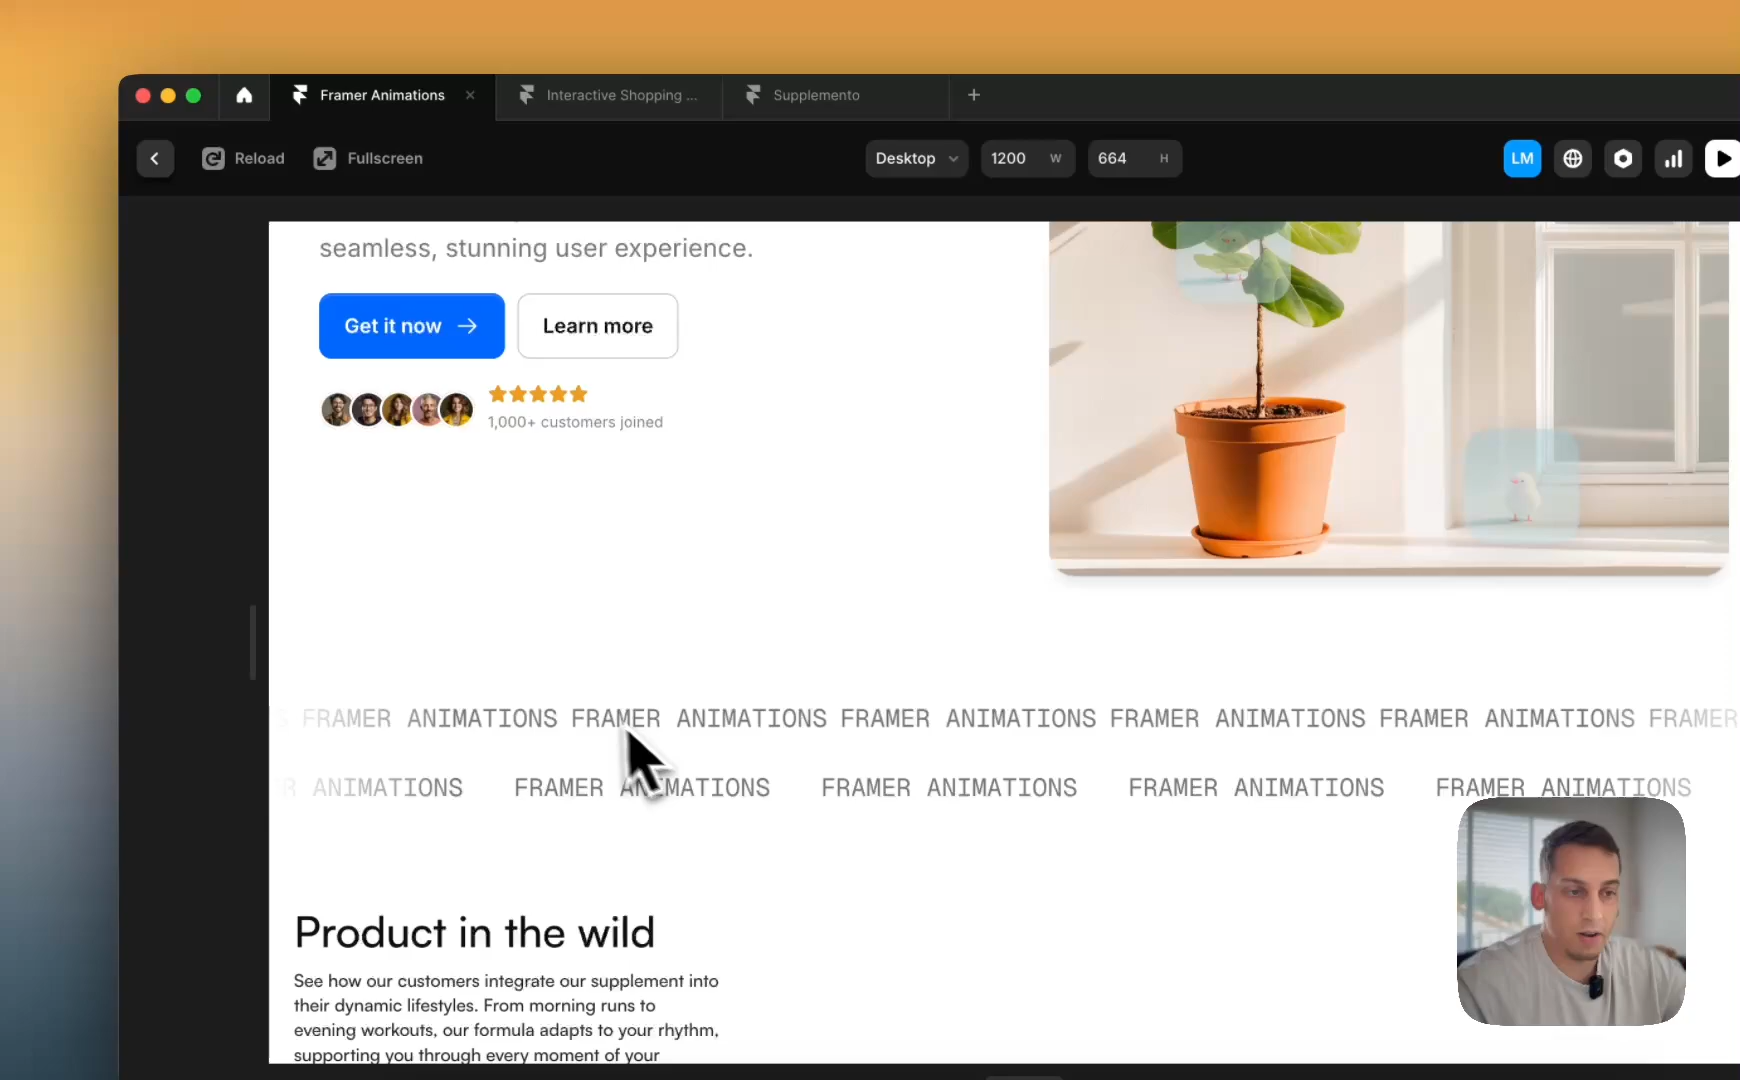 Framer Animations
Interactive Shopping ...
Supplemento
Reload
Fullscreen
Desktop
1200 W
664 H
LM
seamless, stunning user experience.
Get it now
Learn more
1,000+ customers joined
S FRAMER ANIMATIONS FRAMER ANIMATIONS FRAMER ANIMATIONS FRAMER ANIMATIONS FRAMER ANIMATIONS FRAMER
R ANIMATIONS FRAMER ANIMATIONS FRAMER ANIMATIONS FRAMER ANIMATIONS FRAMER ANIMATIONS
Product in the wild
See how our customers integrate our supplement into
their dynamic lifestyles. From morning runs to
evening workouts, our formula adapts to your rhythm,
supporting you through every moment of your